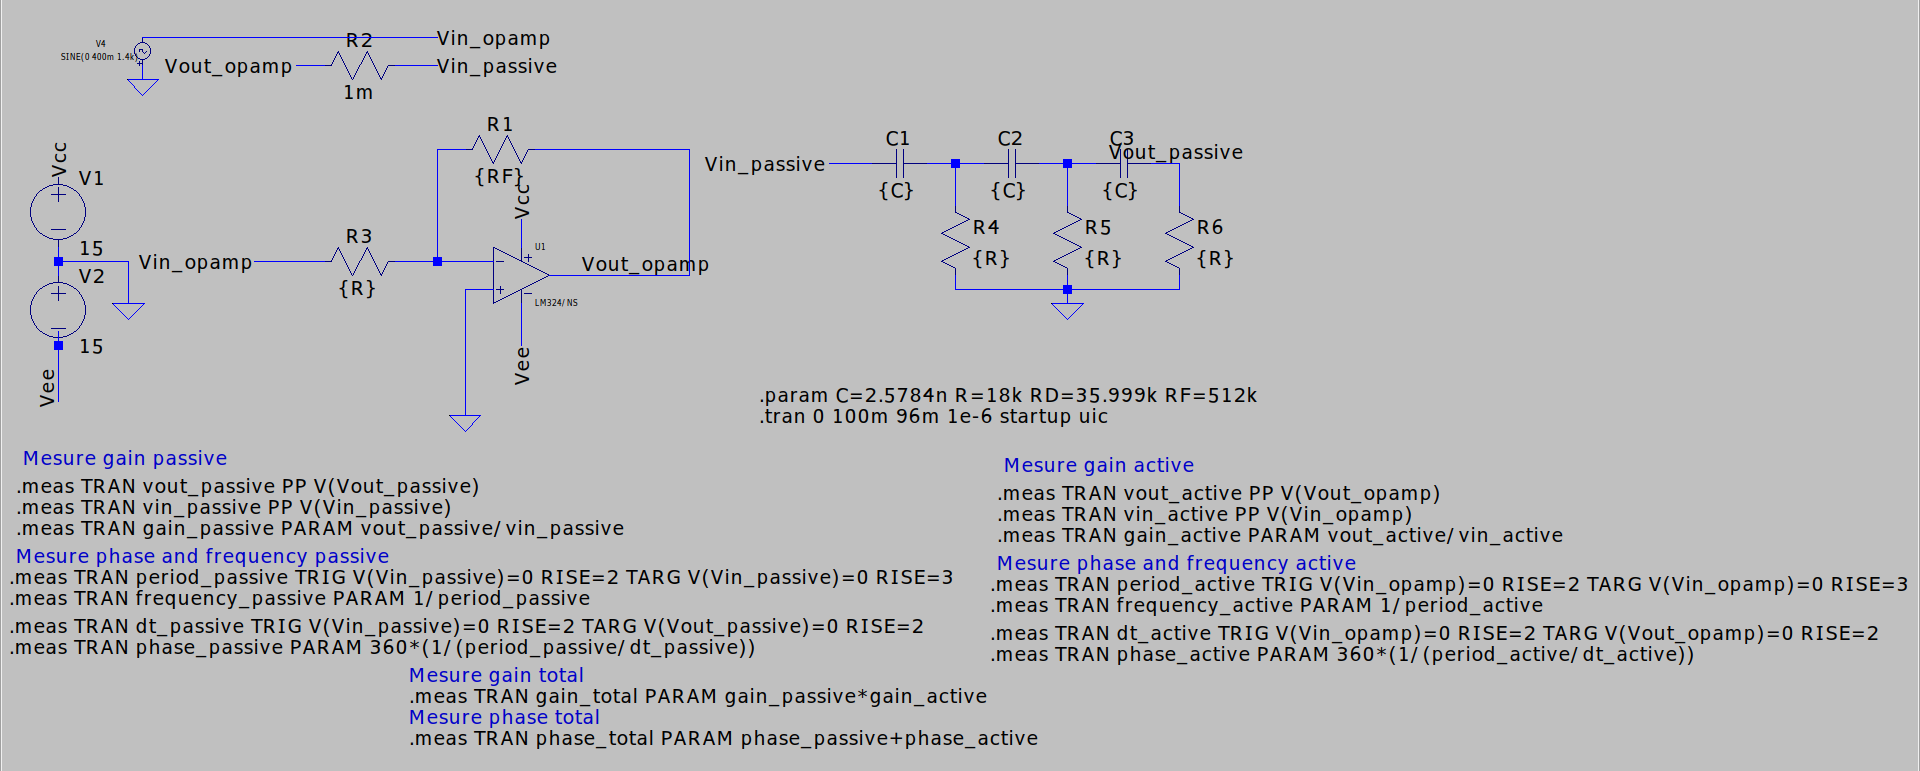 V4
SINE(0 400m 1.4k)
R2
Vin_opamp
Vout_opamp
Vin_passive
1m
R1
{RF}
Vcc
Vcc
V1
15
V2
15
Vee
Vin_opamp
R3
{R}
U1
LM324/NS
Vout_opamp
Vee
Vin_passive
C1
{C}
C2
{C}
C3
{C}
Vout_passive
R4
{R}
R5
{R}
R6
{R}
.param C=2.5784n R=18k RD=35.999k RF=512k
.tran 0 100m 96m 1e-6 startup uic
Mesure gain passive
.meas TRAN vout_passive PP V(Vout_passive)
.meas TRAN vin_passive PP V(Vin_passive)
.meas TRAN gain_passive PARAM vout_passive/vin_passive
Mesure phase and frequency passive
.meas TRAN period_passive TRIG V(Vin_passive)=0 RISE=2 TARG V(Vin_passive)=0 RISE=3
.meas TRAN frequency_passive PARAM 1/period_passive
.meas TRAN dt_passive TRIG V(Vin_passive)=0 RISE=2 TARG V(Vout_passive)=0 RISE=2
.meas TRAN phase_passive PARAM 360*(1/(period_passive/dt_passive))
Mesure gain active
.meas TRAN vout_active PP V(Vout_opamp)
.meas TRAN vin_active PP V(Vin_opamp)
.meas TRAN gain_active PARAM vout_active/vin_active
Mesure phase and frequency active
.meas TRAN period_active TRIG V(Vin_opamp)=0 RISE=2 TARG V(Vin_opamp)=0 RISE=3
.meas TRAN frequency_active PARAM 1/period_active
.meas TRAN dt_active TRIG V(Vin_opamp)=0 RISE=2 TARG V(Vout_opamp)=0 RISE=2
.meas TRAN phase_active PARAM 360*(1/(period_active/dt_active))
Mesure gain total
.meas TRAN gain_total PARAM gain_passive*gain_active
Mesure phase total
.meas TRAN phase_total PARAM phase_passive+phase_active